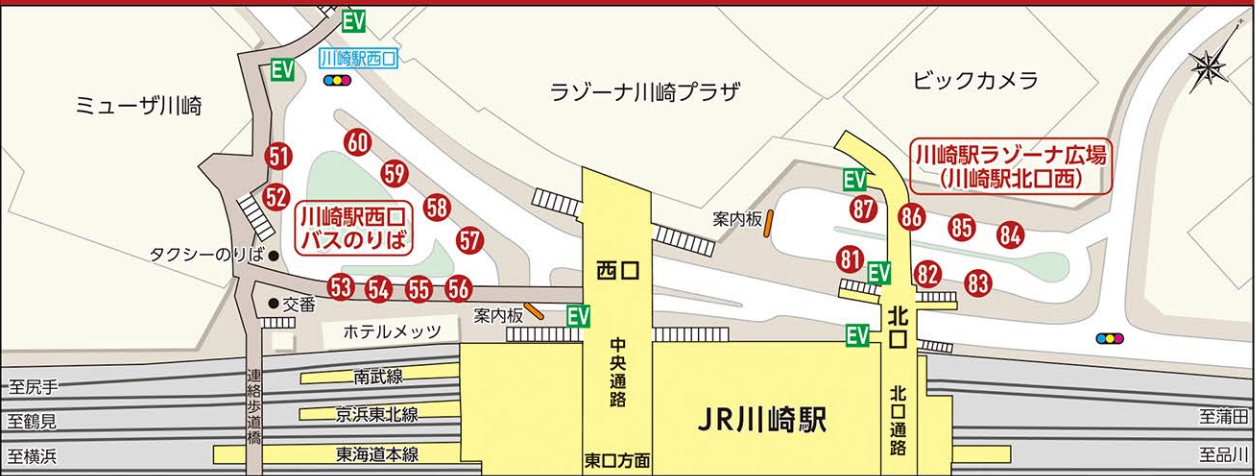 EV
川崎駅西口
EV
ミューザ川崎
ラゾーナ川崎プラザ
ビックカメラ
60
51
59
52
58
57
川崎駅西口
バスのりば
タクシーのりば
53
54
55
56
交番
ホテルメッツ
案内板
EV
西口
中央通路
東口方面
案内板
EV
87
86
85
84
川崎駅ラゾーナ広場
(川崎駅北口西)
81
EV
82
83
北口
EV
北口通路
JR川崎駅
連絡歩道橋
南武線
京浜東北線
東海道本線
至尻手
至鶴見
至横浜
至蒲田
至品川